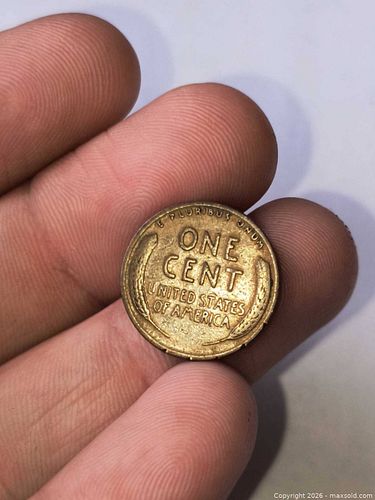 E PLURIBUS UNUM
ONE
CENT
UNITED STATES
OF AMERICA
Copyright 2026 - maxsold.com